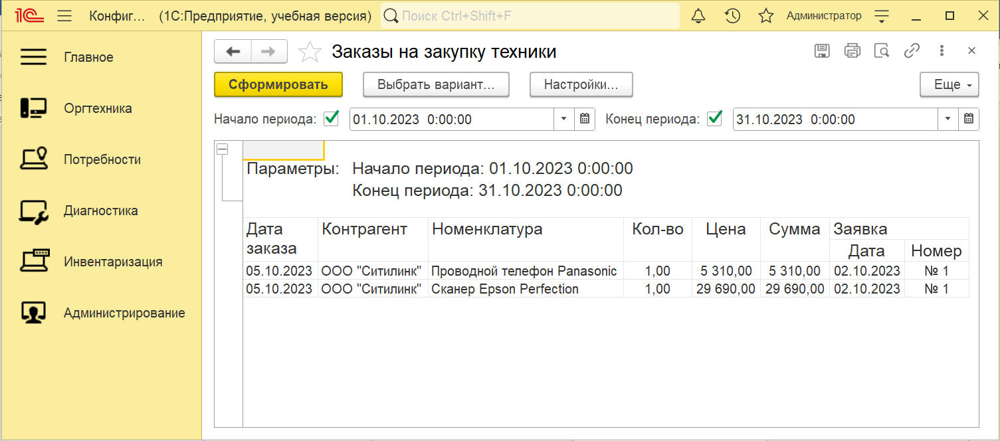 1С Конфиг... (1С:Предприятие, учебная версия) Поиск Ctrl+Shift+F Администратор
Главное
Оргтехника
Потребности
Диагностика
Инвентаризация
Администрирование
Заказы на закупку техники
Сформировать Выбрать вариант... Настройки... Еще
Начало периода: 01.10.2023 0:00:00 Конец периода: 31.10.2023 0:00:00
Параметры: Начало периода: 01.10.2023 0:00:00
Конец периода: 31.10.2023 0:00:00
Дата заказа Контрагент Номенклатура Кол-во Цена Сумма Заявка
Дата Номер
05.10.2023 ООО "Ситилинк" Проводной телефон Panasonic 1,00 5 310,00 5 310,00 02.10.2023 № 1
05.10.2023 ООО "Ситилинк" Сканер Epson Perfection 1,00 29 690,00 29 690,00 02.10.2023 № 1